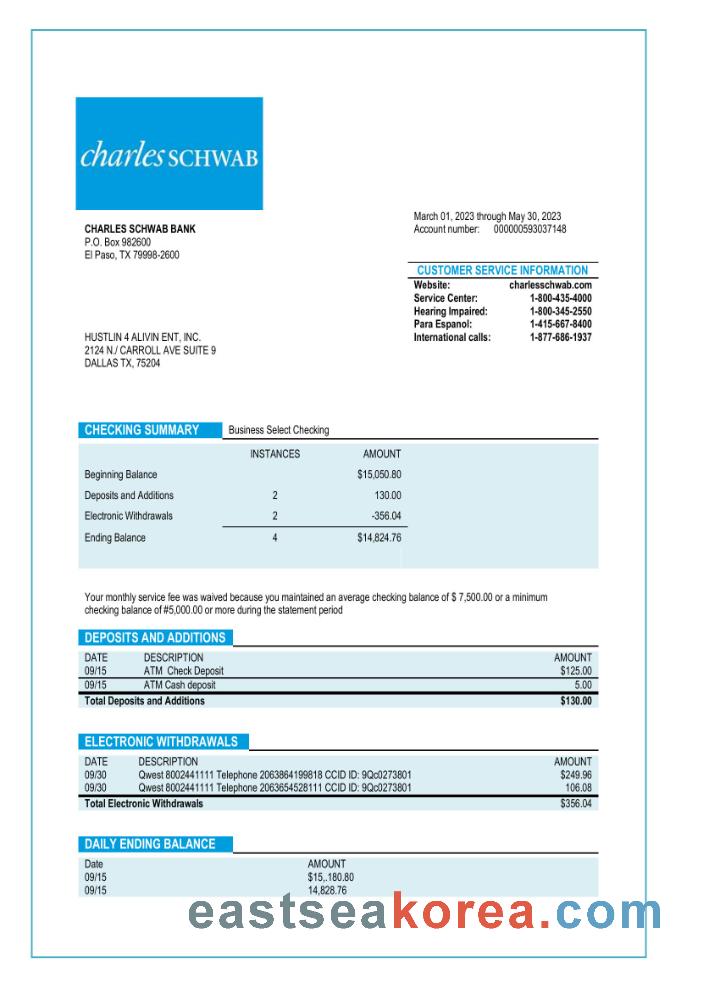 charles SCHWAB
March 01, 2023 through May 30, 2023
Account number: 000000593037148
CHARLES SCHWAB BANK
P.O. Box 982600
El Paso, TX 79998-2600
CUSTOMER SERVICE INFORMATION
Website: charlesschwab.com
Service Center: 1-800-435-4000
Hearing Impaired: 1-800-345-2550
Para Espanol: 1-415-667-8400
International calls: 1-877-686-1937
HUSTLIN 4 ALIVIN ENT, INC.
2124 N./ CARROLL AVE SUITE 9
DALLAS TX, 75204
CHECKING SUMMARY Business Select Checking
INSTANCES AMOUNT
Beginning Balance $15,050.80
Deposits and Additions 2 130.00
Electronic Withdrawals 2 -356.04
Ending Balance 4 $14,824.76
Your monthly service fee was waived because you maintained an average checking balance of $ 7,500.00 or a minimum
checking balance of #5,000.00 or more during the statement period
DEPOSITS AND ADDITIONS
DATE DESCRIPTION AMOUNT
09/15 ATM Check Deposit $125.00
09/15 ATM Cash deposit 5.00
Total Deposits and Additions $130.00
ELECTRONIC WITHDRAWALS
DATE DESCRIPTION AMOUNT
09/30 Qwest 8002441111 Telephone 2063864199818 CCID ID: 9Qc0273801 $249.96
09/30 Qwest 8002441111 Telephone 2063654528111 CCID ID: 9Qc0273801 106.08
Total Electronic Withdrawals $356.04
DAILY ENDING BALANCE
Date AMOUNT
09/15 $15,.180.80
09/15 14,828.76
eastseakorea.com